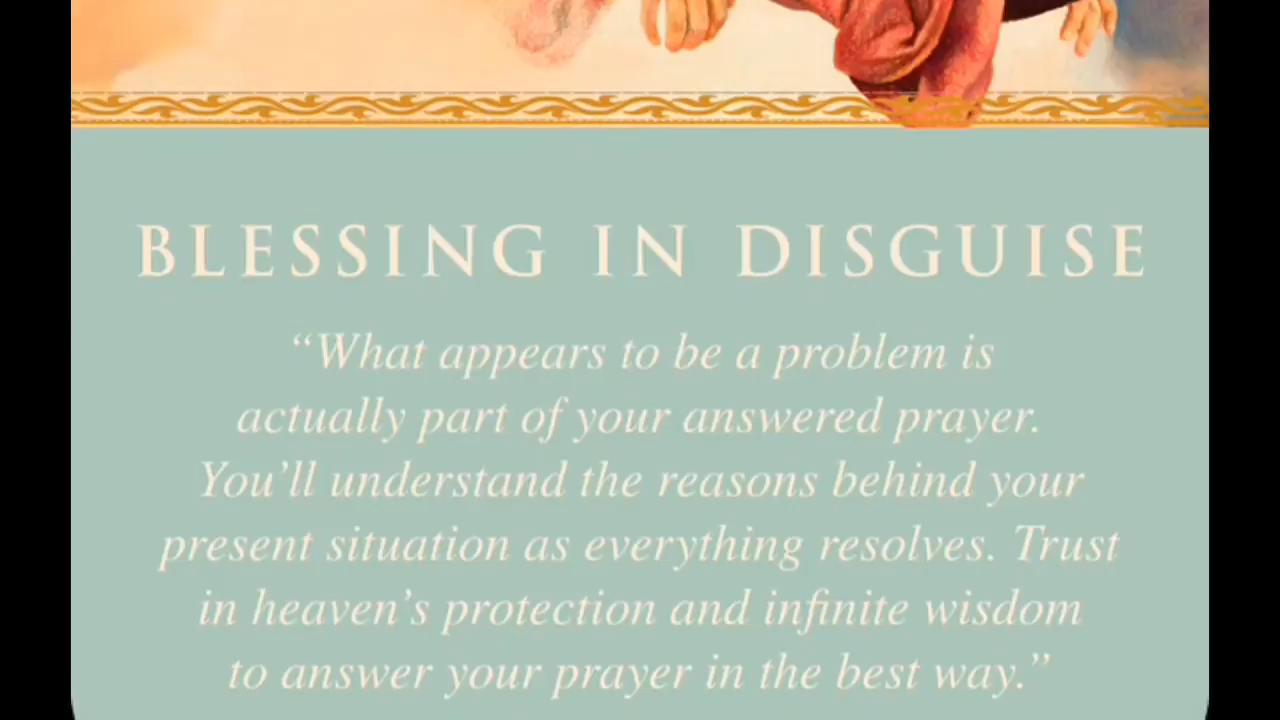 BLESSING IN DISGUISE
“What appears to be a problem is
actually part of your answered prayer.
You’ll understand the reasons behind your
present situation as everything resolves. Trust
in heaven’s protection and infinite wisdom
to answer your prayer in the best way.”